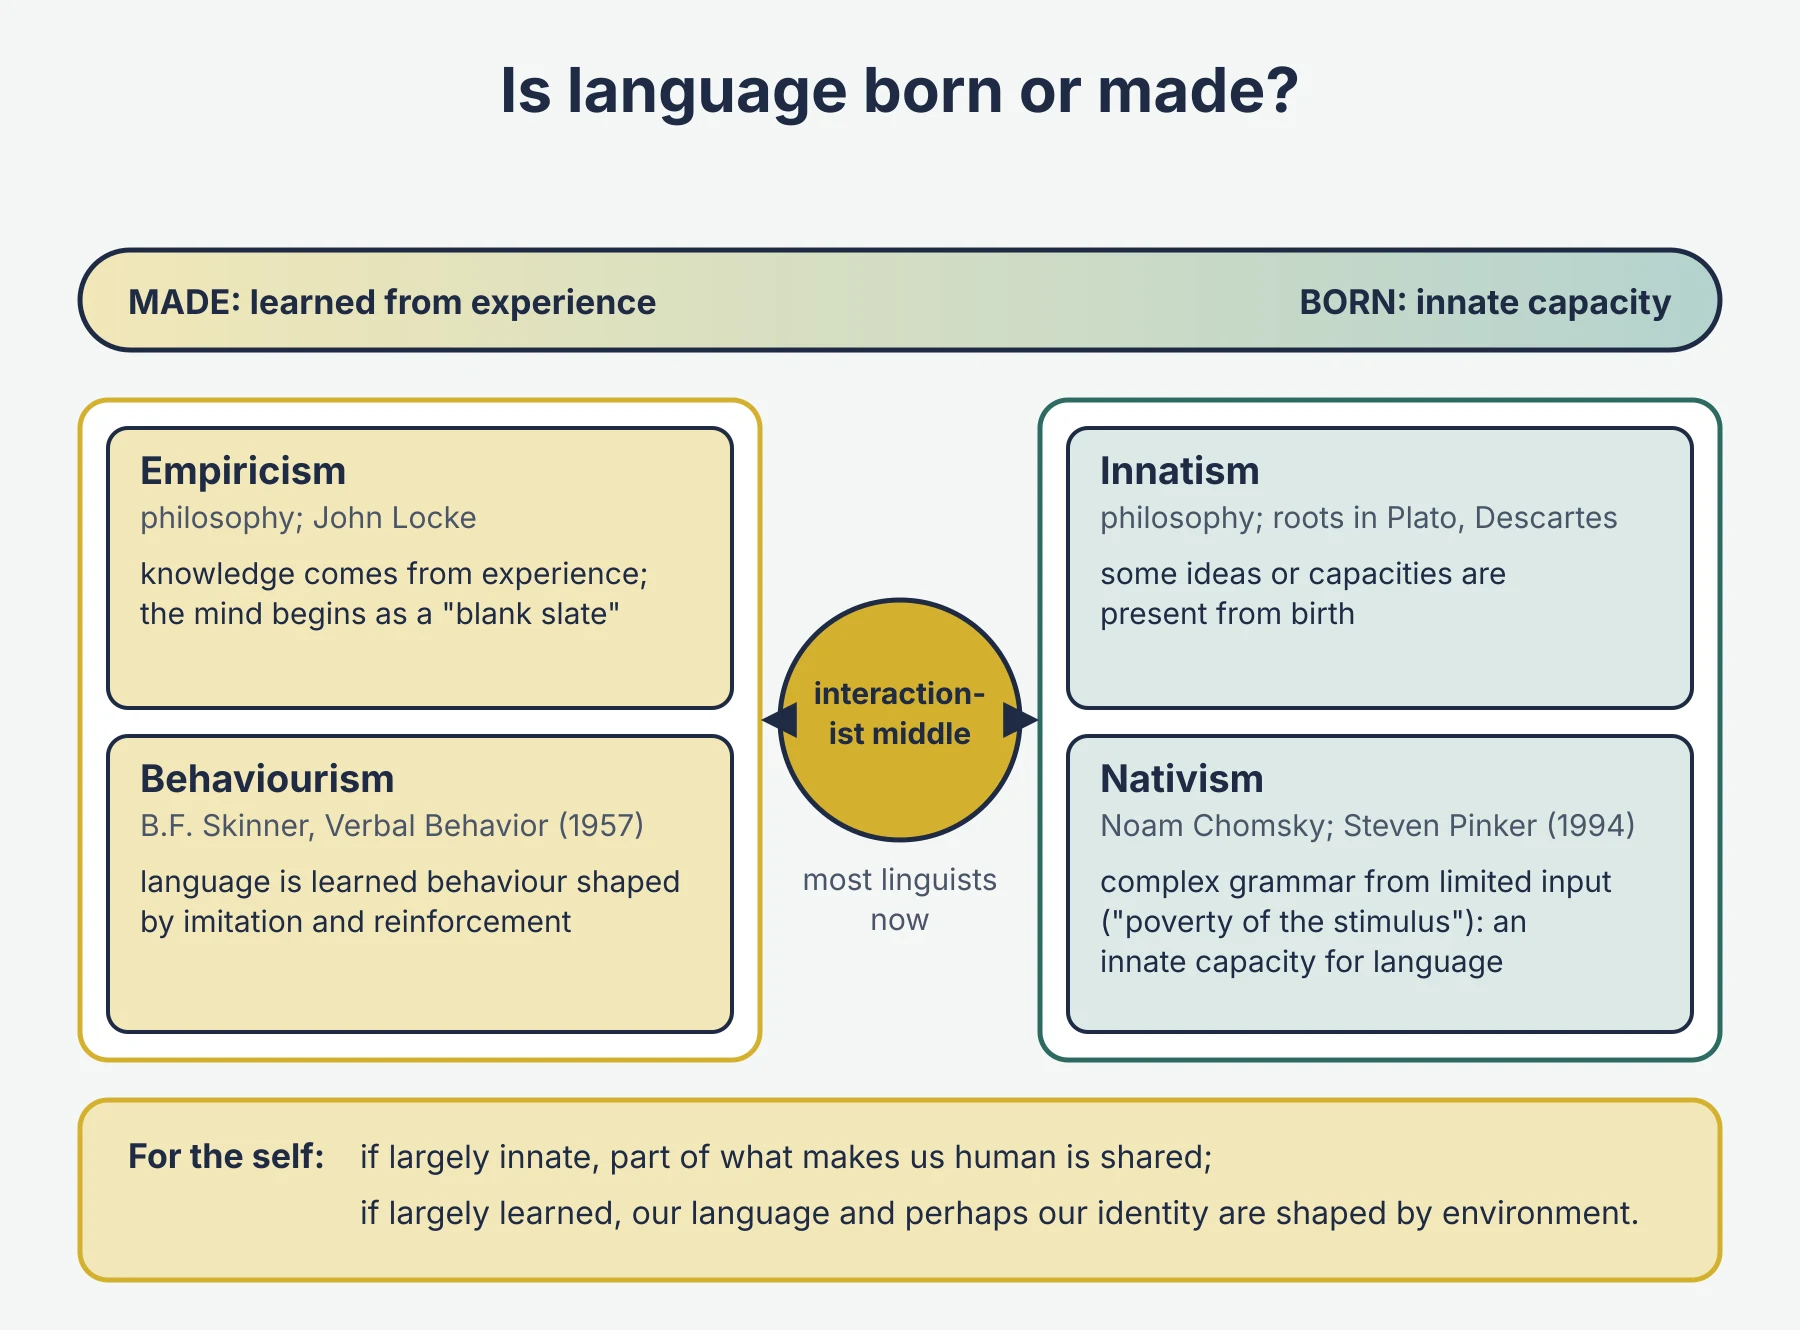 Is language born or made?
MADE: learned from experience
BORN: innate capacity
Empiricism
philosophy; John Locke
knowledge comes from experience;
the mind begins as a "blank slate"
Behaviourism
B.F. Skinner, Verbal Behavior (1957)
language is learned behaviour shaped
by imitation and reinforcement
interaction-
ist middle
most linguists
now
Innatism
philosophy; roots in Plato, Descartes
some ideas or capacities are
present from birth
Nativism
Noam Chomsky; Steven Pinker (1994)
complex grammar from limited input
("poverty of the stimulus"): an
innate capacity for language
For the self: if largely innate, part of what makes us human is shared;
if largely learned, our language and perhaps our identity are shaped by environment.